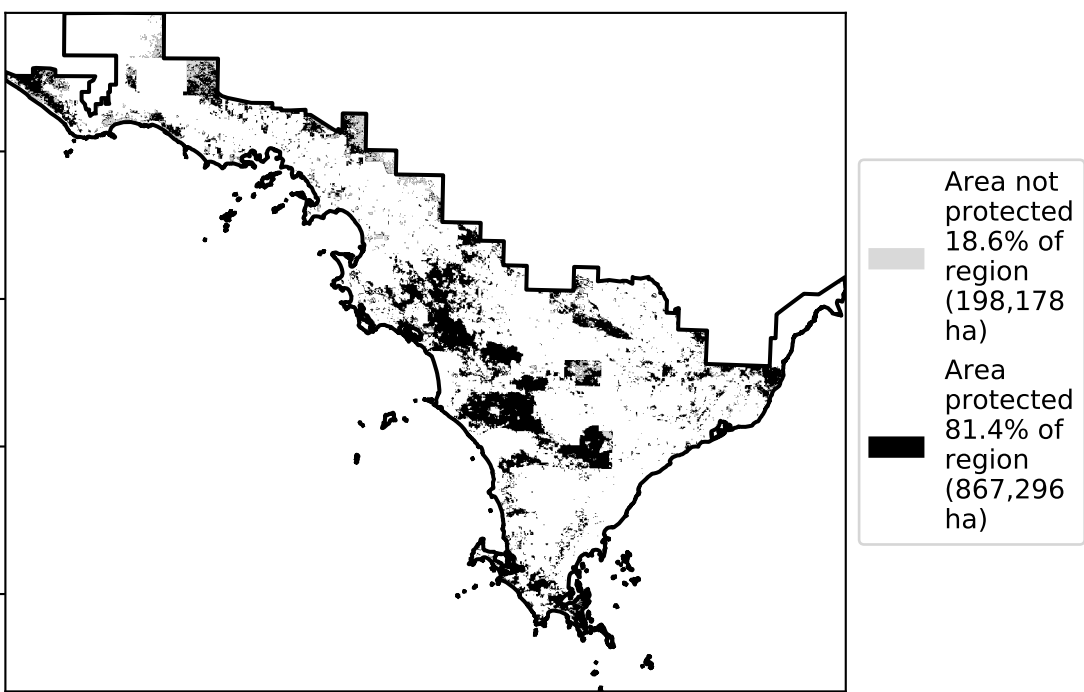 Area not
protected
18.6% of
region
(198,178
ha)
Area
protected
81.4% of
region
(867,296
ha)